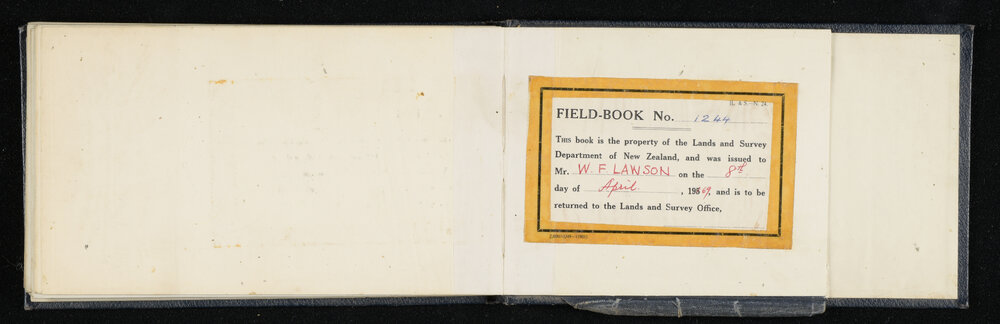 [L. & S.—N 24
FIELD-BOOK No. 1244
THIS book is the property of the Lands and Survey
Department of New Zealand, and was issued to
Mr. W. F LAWSON on the 8th
day of April, 1969, and is to be
returned to the Lands and Survey Office,